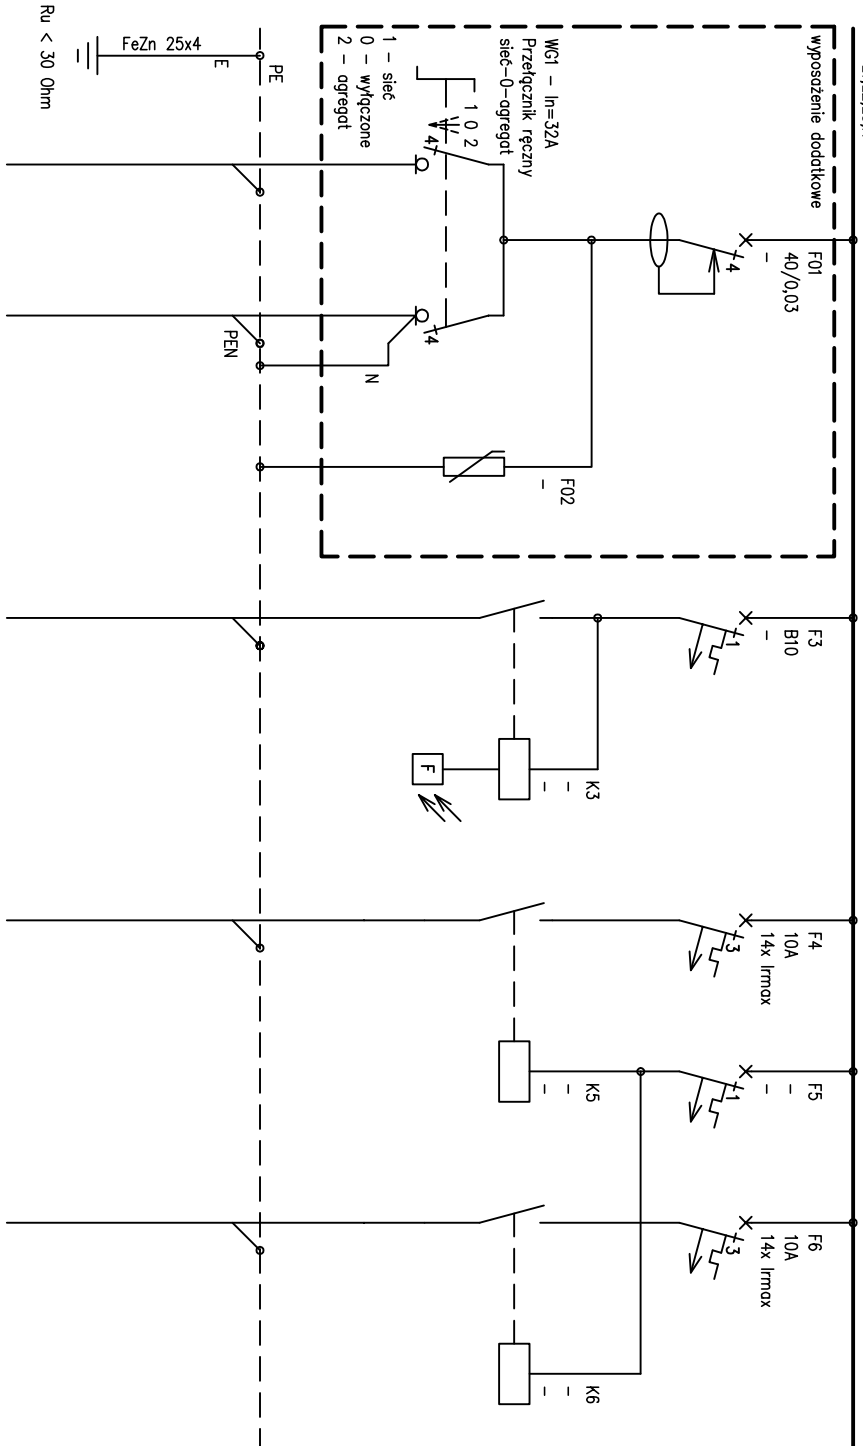 wyposażenie dodatkowe
F01
40/0,03
-
4
WG1 - In=32A
Przełącznik ręczny
sieć-0-agregat
1 0 2
4
4
1 - sieć
0 - wyłączone
2 - agregat
N
F02
-
PE
E
FeZn 25x4
Ru < 30 Ohm
PEN
F3
B10
-
1
K3
-
-
F
F4
10A
14x Irmax
3
F5
-
-
1
K5
-
-
F6
10A
14x Irmax
3
K6
-
-